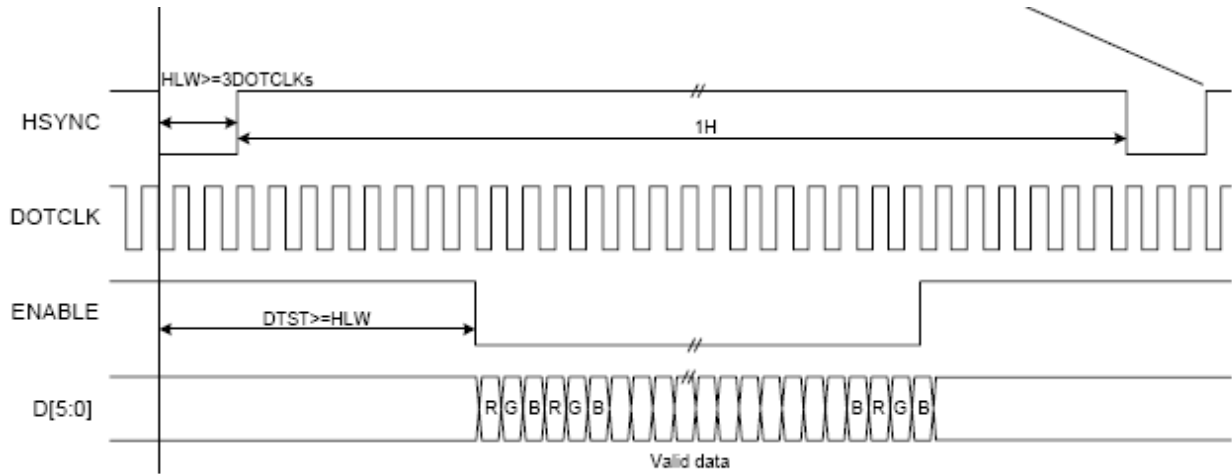 HLW>=3DOTCLKs
HSYNC
1H
DOTCLK
ENABLE
DTST>=HLW
D[5:0]
R G B R G B B R G B
Valid data